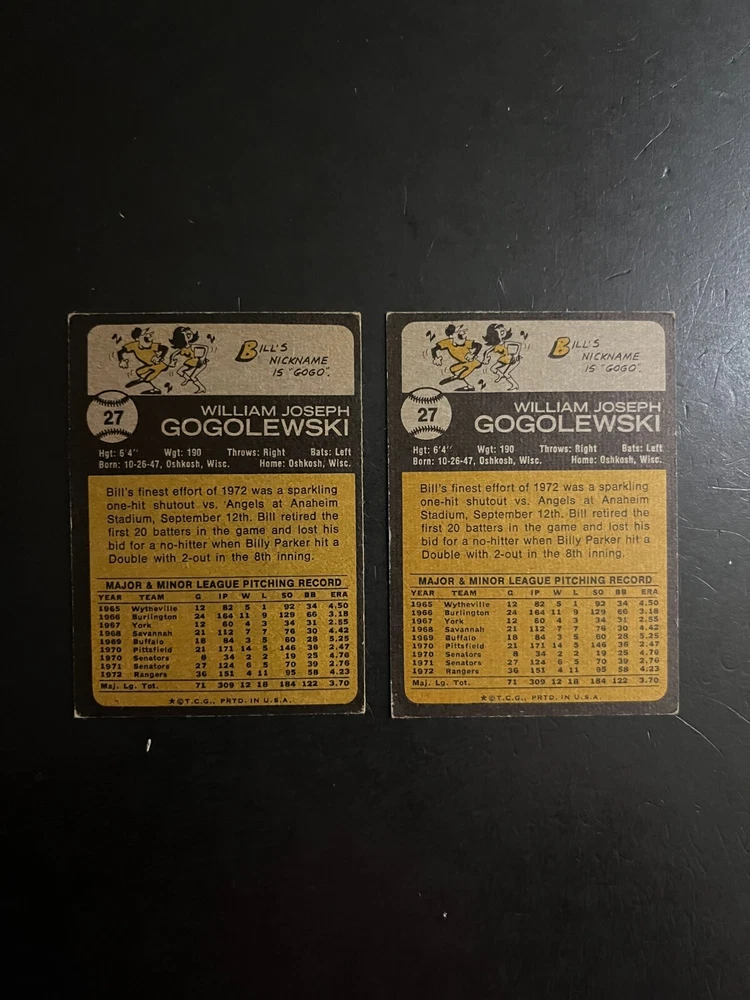 BILL'S
NICKNAME
IS "GOGO".
27
WILLIAM JOSEPH
GOGOLEWSKI
Hgt: 6'4" Wgt: 190 Throws: Right Bats: Left
Born: 10-26-47, Oshkosh, Wisc. Home: Oshkosh, Wisc.
Bill's finest effort of 1972 was a sparkling
one-hit shutout vs. Angels at Anaheim
Stadium, September 12th. Bill retired the
first 20 batters in the game and lost his
bid for a no-hitter when Billy Parker hit a
Double with 2-out in the 8th inning.
MAJOR & MINOR LEAGUE PITCHING RECORD
YEAR TEAM G IP W L SO BB ERA
1965 Wytheville 12 82 5 1 92 34 4.50
1966 Burlington 24 164 11 9 129 66 3.18
1967 York 12 60 4 3 34 31 2.55
1968 Savannah 21 112 7 7 76 30 4.42
1969 Buffalo 18 84 3 5 60 28 5.25
1970 Pittsfield 21 171 14 5 146 36 2.47
1970 Senators 8 34 2 2 19 25 4.76
1971 Senators 27 124 6 5 70 39 2.76
1972 Rangers 36 151 4 11 95 58 4.23
Maj. Lg. Tot. 71 309 12 18 184 122 3.70
★©T.C.G., PRTD. IN U.S.A.
BILL'S
NICKNAME
IS "GOGO".
27
WILLIAM JOSEPH
GOGOLEWSKI
Hgt: 6'4" Wgt: 190 Throws: Right Bats: Left
Born: 10-26-47, Oshkosh, Wisc. Home: Oshkosh, Wisc.
Bill's finest effort of 1972 was a sparkling
one-hit shutout vs. Angels at Anaheim
Stadium, September 12th. Bill retired the
first 20 batters in the game and lost his
bid for a no-hitter when Billy Parker hit a
Double with 2-out in the 8th inning.
MAJOR & MINOR LEAGUE PITCHING RECORD
YEAR TEAM G IP W L SO BB ERA
1965 Wytheville 12 82 5 1 92 34 4.50
1966 Burlington 24 164 11 9 129 66 3.18
1967 York 12 60 4 3 34 31 2.55
1968 Savannah 21 112 7 7 76 30 4.42
1969 Buffalo 18 84 3 5 60 28 5.25
1970 Pittsfield 21 171 14 5 146 36 2.47
1970 Senators 8 34 2 2 19 25 4.76
1971 Senators 27 124 6 5 70 39 2.76
1972 Rangers 36 151 4 11 95 58 4.23
Maj. Lg. Tot. 71 309 12 18 184 122 3.70
★©T.C.G., PRTD. IN U.S.A.